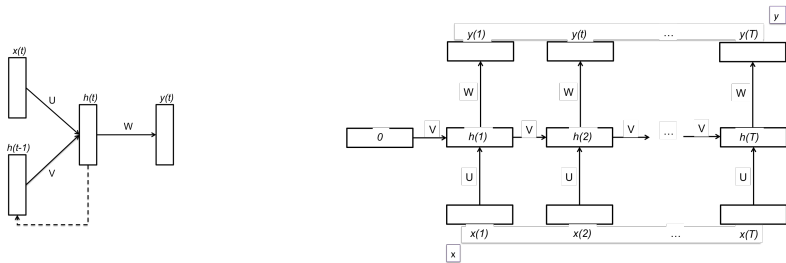 x(t)
U
h(t)
y(t)
W
h(t-1)
V
y
y(1) y(t) ... y(T)
W W W
0 V h(1) V h(2) V ... V h(T)
U U U
x(1) x(2) ... x(T)
x